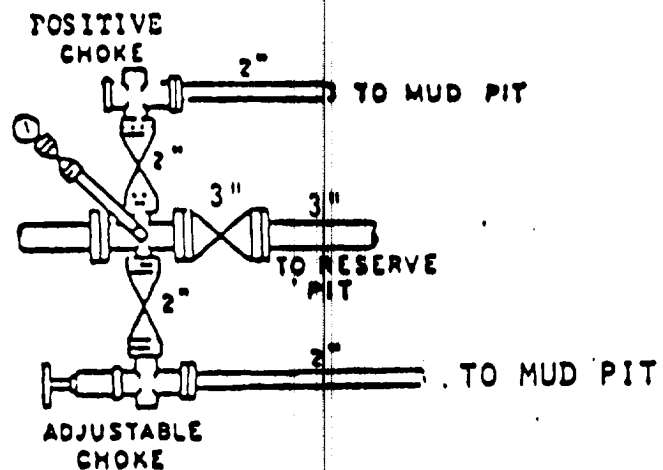 POSITIVE
CHOKE
2"
TO MUD PIT
2"
3"
3"
TO RESERVE
PIT
2"
2"
TO MUD PIT
ADJUSTABLE
CHOKE